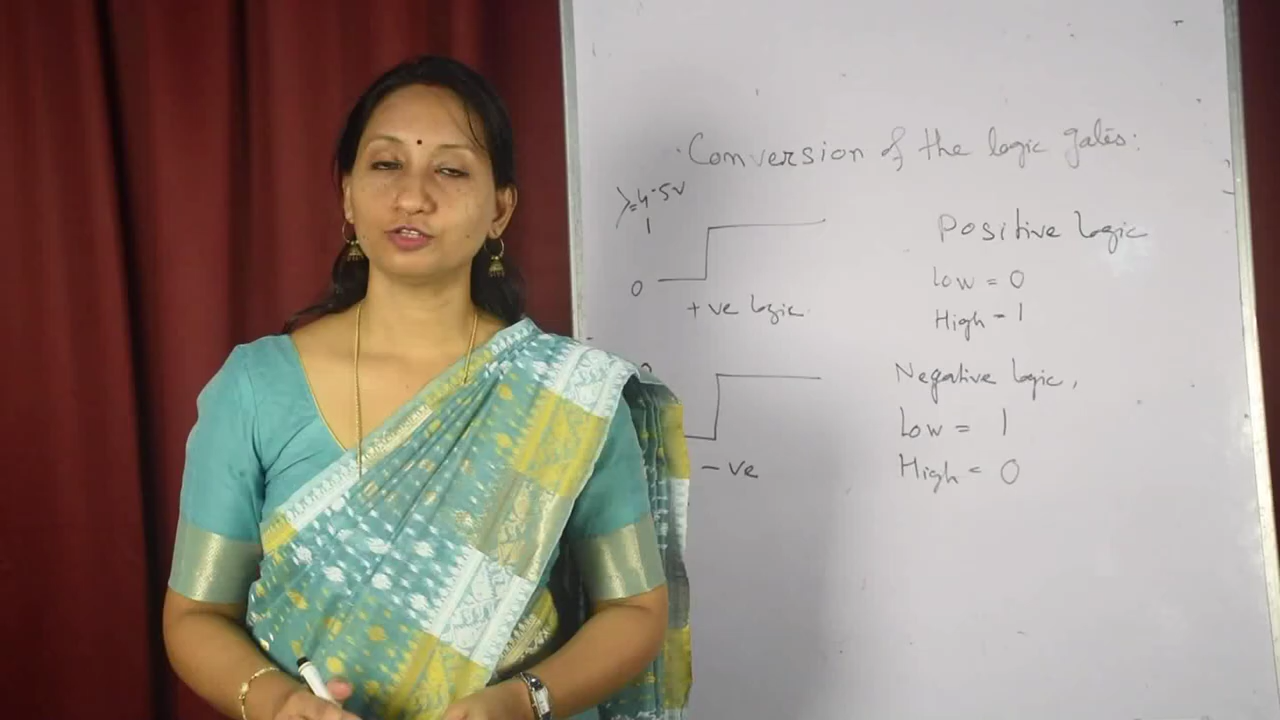 Conversion of the logic gates:
>=4.5V
1
0
+ve logic
Positive Logic
Low = 0
High = 1
Negative logic,
Low = 1
High = 0
-ve